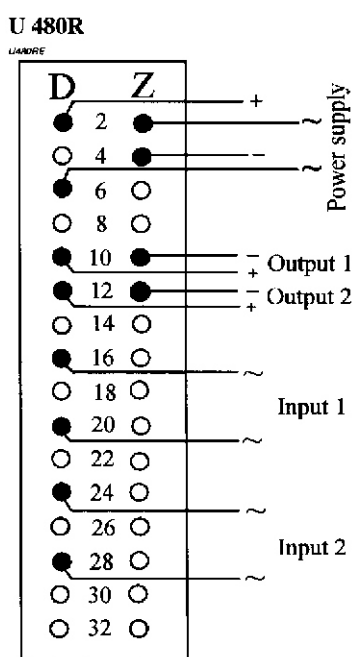 U 480R
U480RE
D Z
2 + ~
4 −
6 ~
Power supply
8
10 − + Output 1
12 − + Output 2
14
16 ~
18
Input 1
20 ~
22
24 ~
26
Input 2
28 ~
30
32